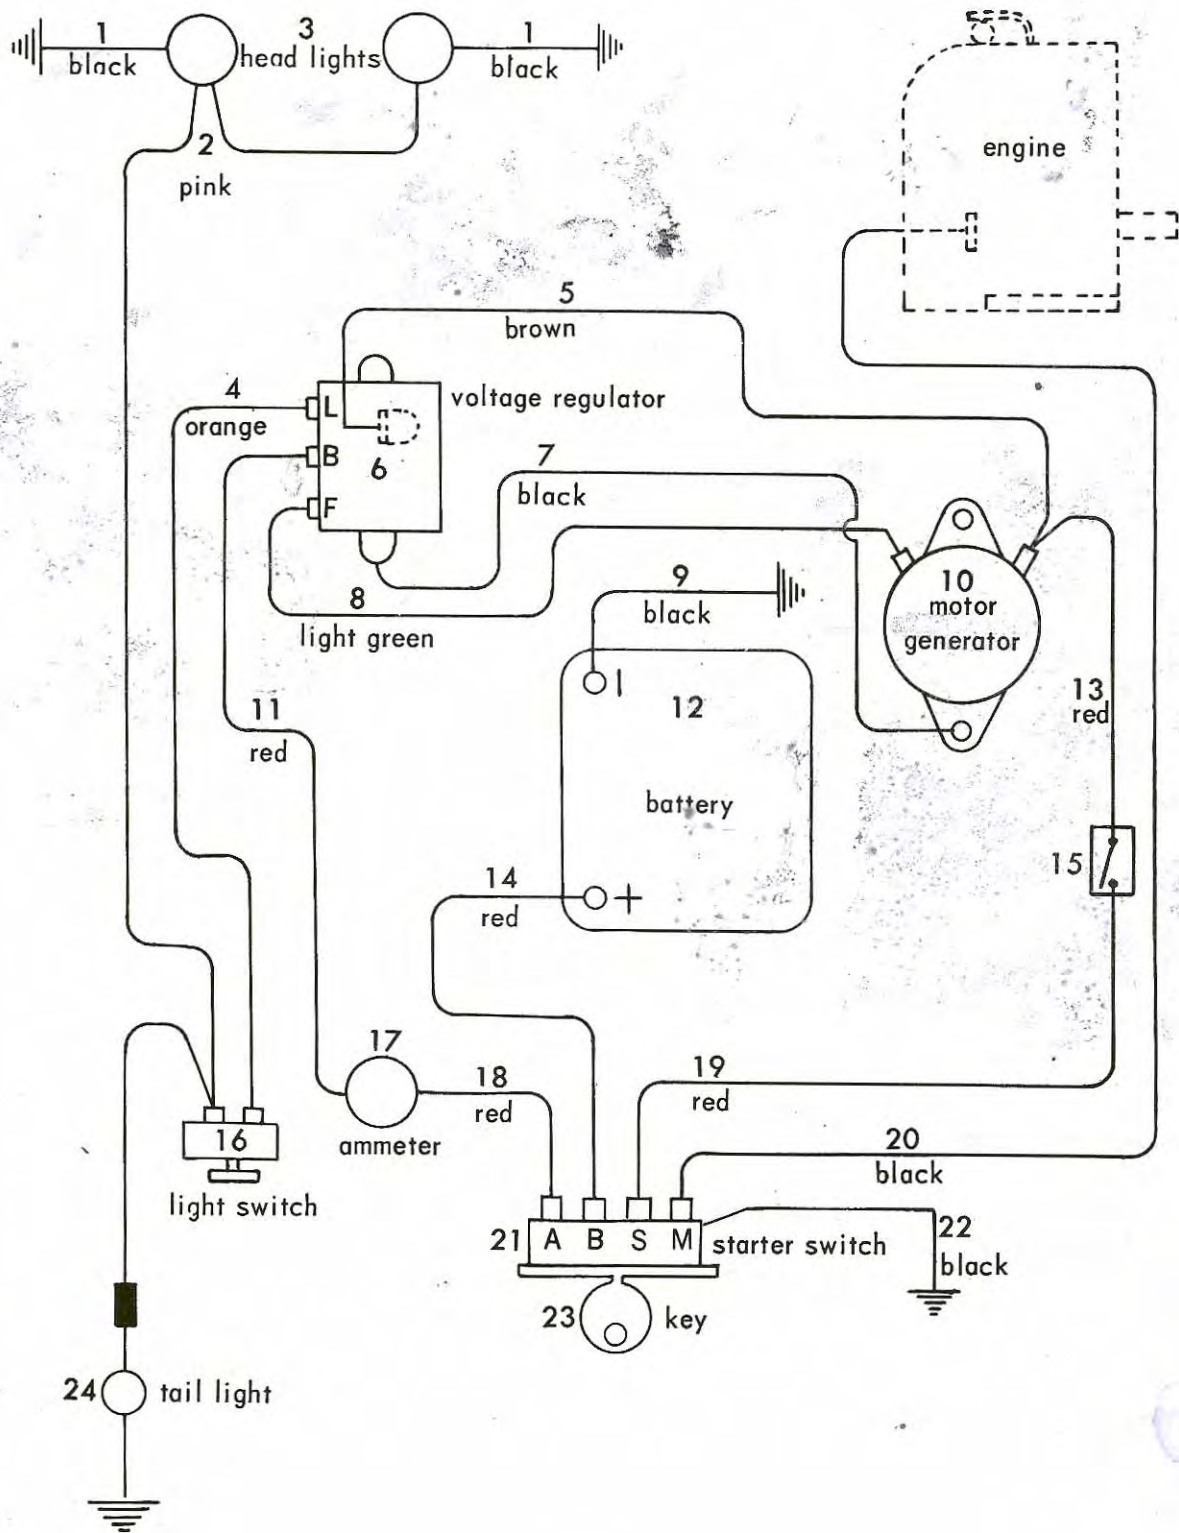 1
black
3
head lights
1
black
2
pink
engine
5
brown
4
orange
L
B
F
6
voltage regulator
7
black
8
light green
9
black
10
motor
generator
11
red
12
battery
13
red
14
red
+
15
16
light switch
17
ammeter
18
red
19
red
20
black
21
A B S M
starter switch
22
black
23
key
24
tail light